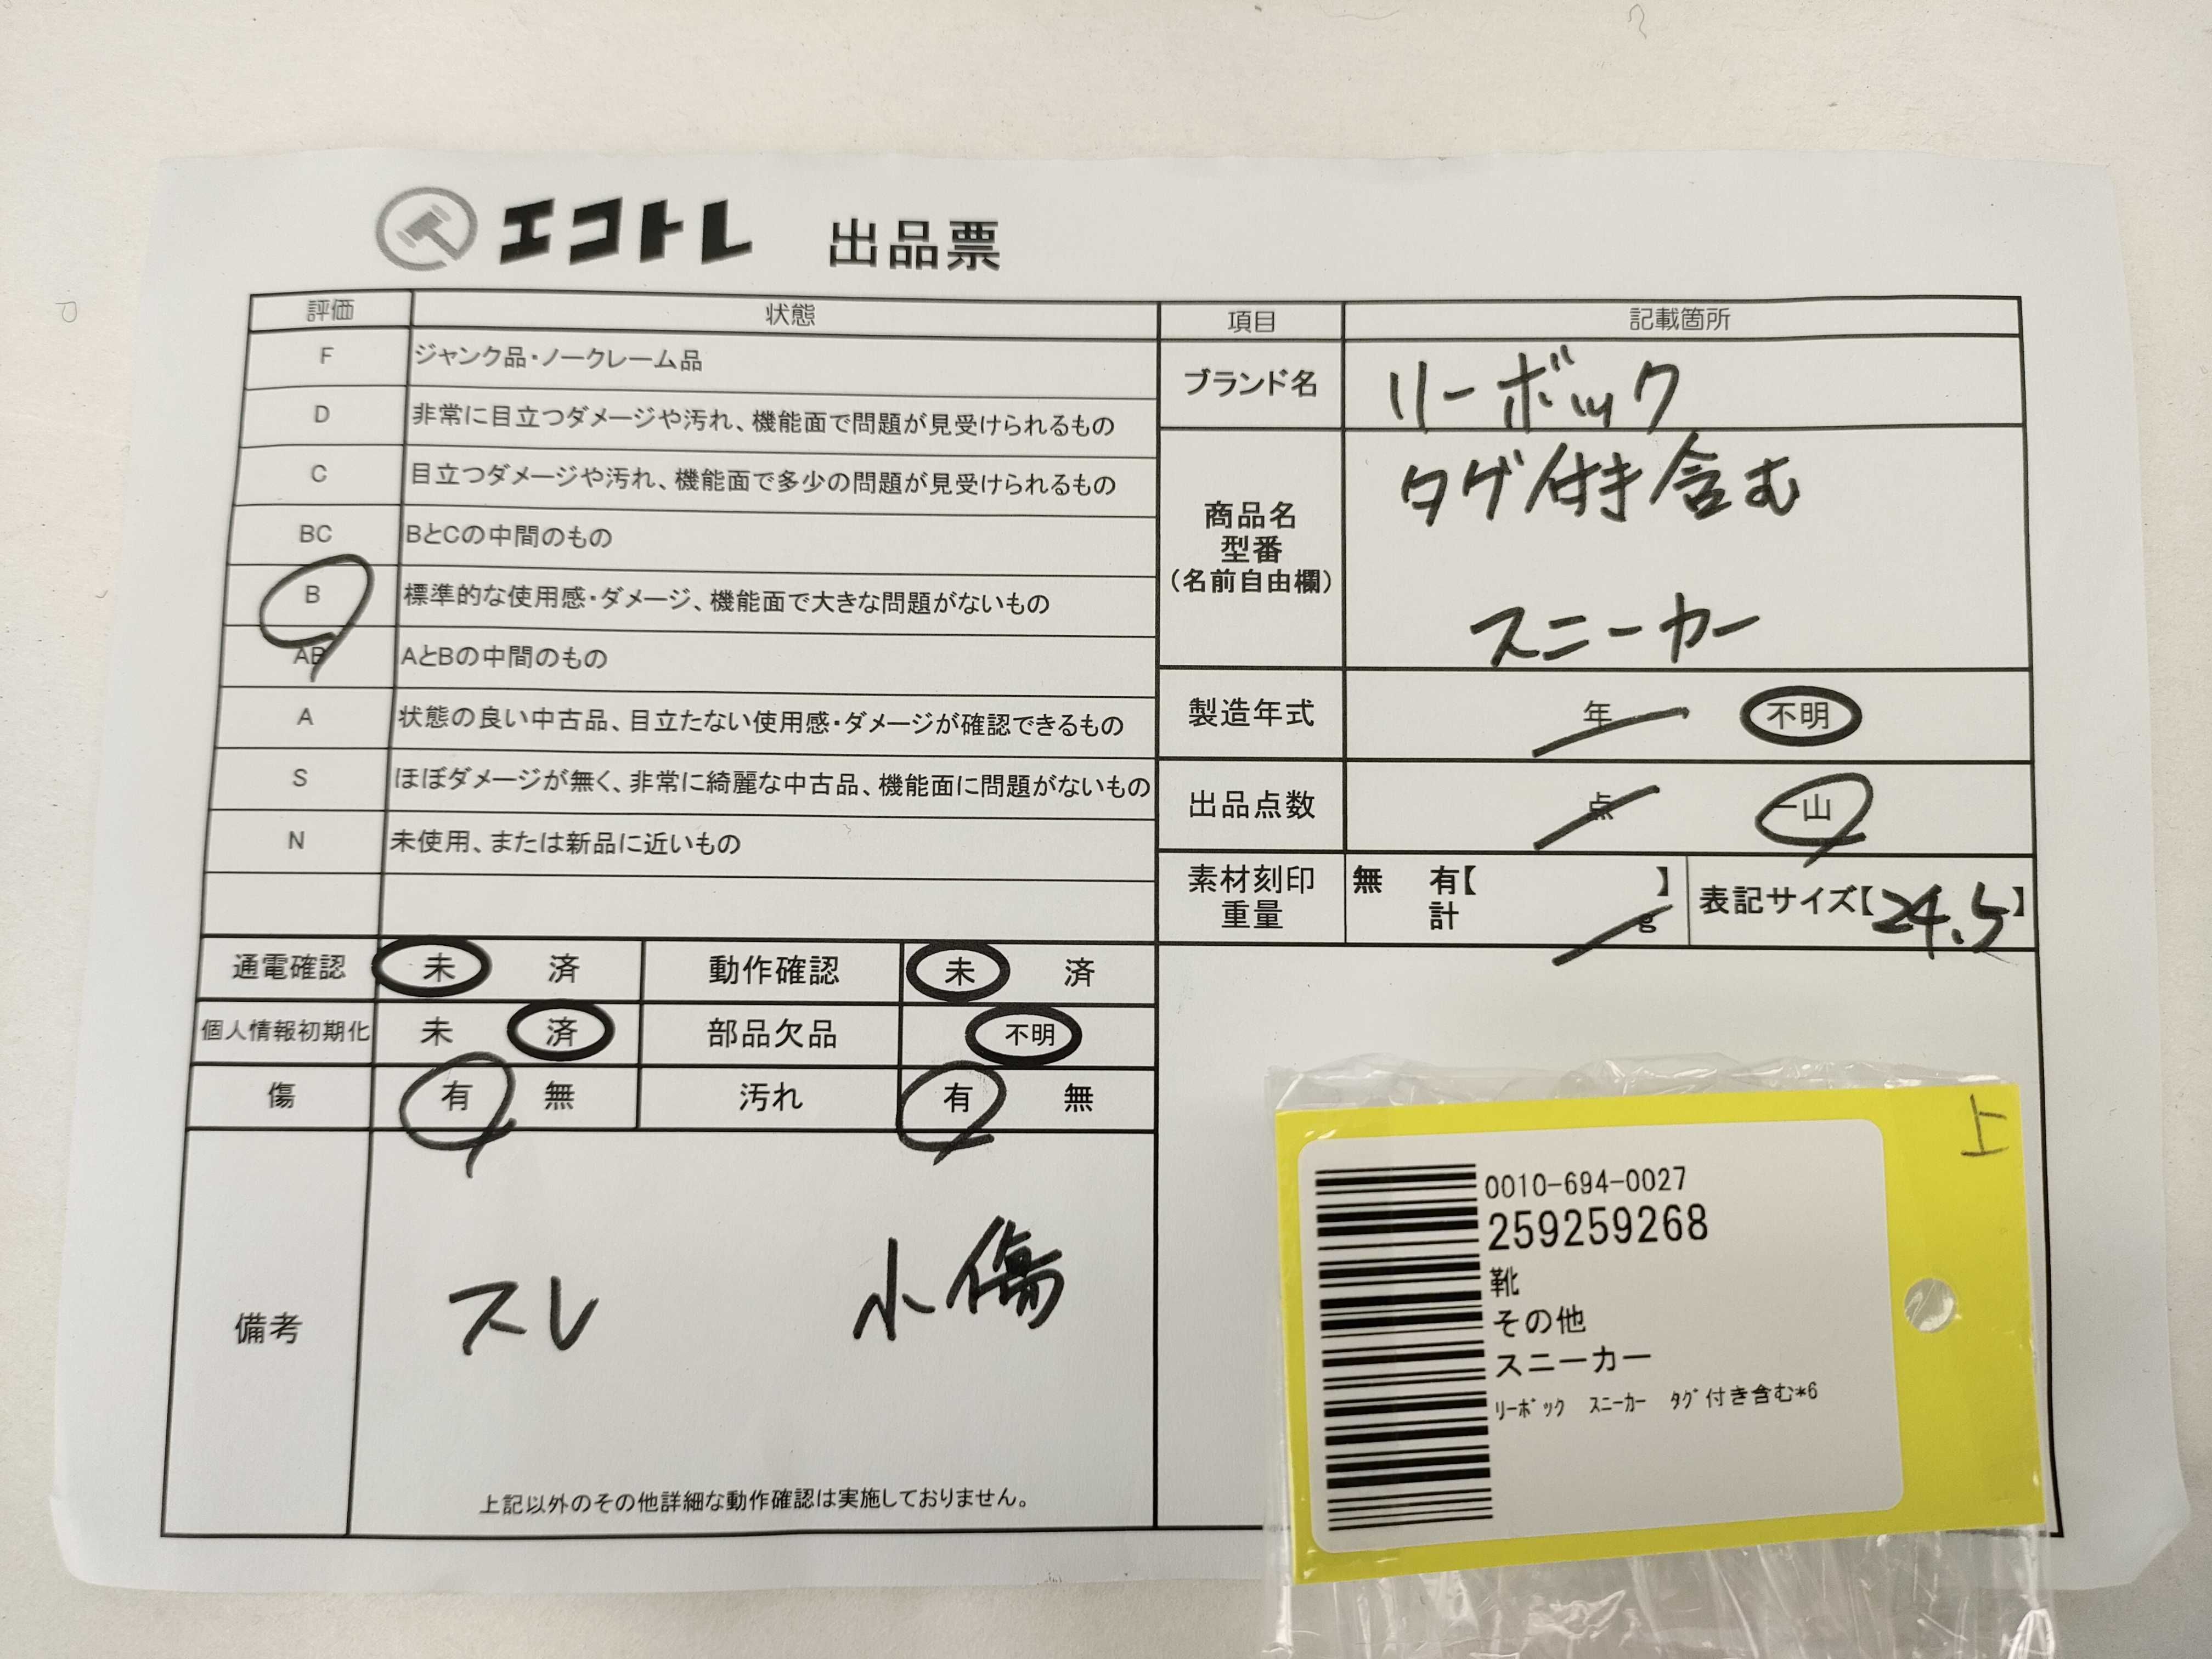 エコトレ 出品票
評価 状態
F ジャンク品・ノークレーム品
D 非常に目立つダメージや汚れ、機能面で問題が見受けられるもの
C 目立つダメージや汚れ、機能面で多少の問題が見受けられるもの
BC BとCの中間のもの
B 標準的な使用感・ダメージ、機能面で大きな問題がないもの
AB AとBの中間のもの
A 状態の良い中古品、目立たない使用感・ダメージが確認できるもの
S ほぼダメージが無く、非常に綺麗な中古品、機能面に問題がないもの
N 未使用、または新品に近いもの
項目 記載箇所
ブランド名 リーボック
商品名
型番
(名前自由欄)
タグ付き含む
スニーカー
製造年式 年 不明
出品点数 点 一山
素材刻印 無 有【 】
重量 計 g
表記サイズ【24.5】
通電確認 未 済 動作確認 未 済
個人情報初期化 未 済 部品欠品 不明
傷 有 無 汚れ 有 無
備考
スレ 小傷
上記以外のその他詳細な動作確認は実施しておりません。
上
0010-694-0027
259259268
靴
その他
スニーカー
ﾘｰﾎﾞｯｸ ｽﾆｰｶｰ ﾀｸﾞ付き含む*6